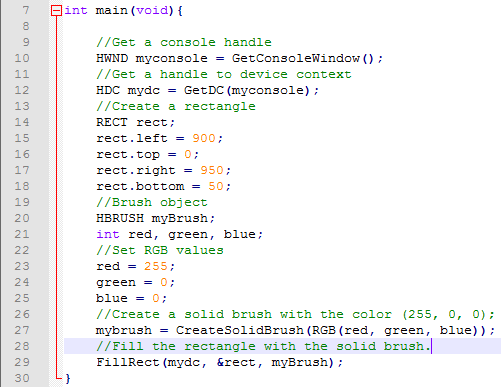 7 int main(void){
8
9 //Get a console handle
10 HWND myconsole = GetConsoleWindow();
11 //Get a handle to device context
12 HDC mydc = GetDC(myconsole);
13 //Create a rectangle
14 RECT rect;
15 rect.left = 900;
16 rect.top = 0;
17 rect.right = 950;
18 rect.bottom = 50;
19 //Brush object
20 HBRUSH myBrush;
21 int red, green, blue;
22 //Set RGB values
23 red = 255;
24 green = 0;
25 blue = 0;
26 //Create a solid brush with the color (255, 0, 0);
27 mybrush = CreateSolidBrush(RGB(red, green, blue));
28 //Fill the rectangle with the solid brush.
29 FillRect(mydc, &rect, myBrush);
30 }